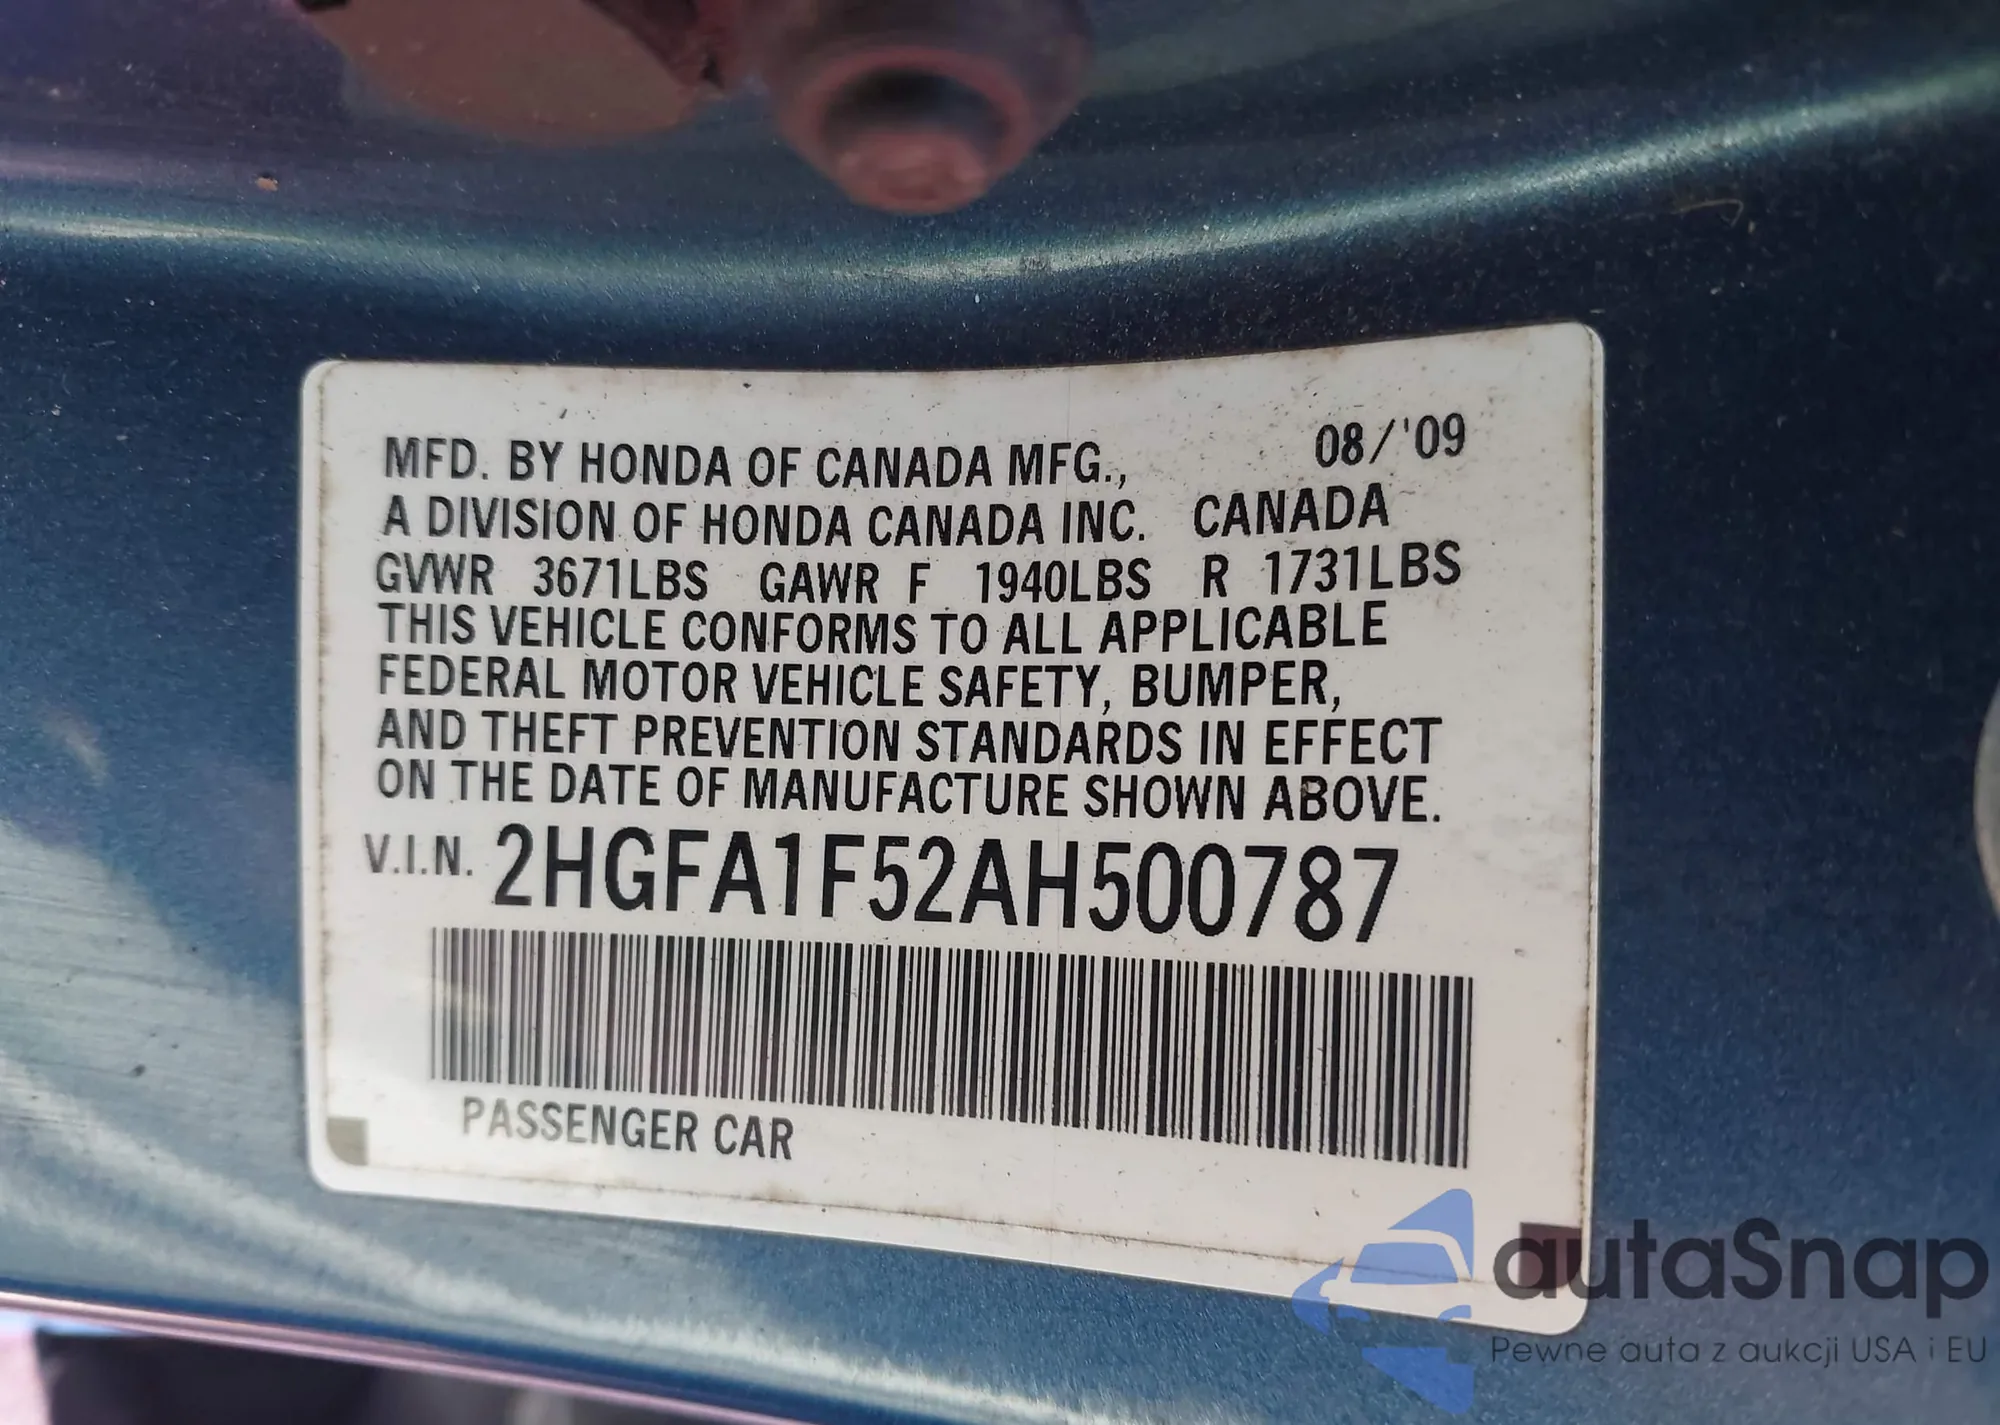 MFD. BY HONDA OF CANADA MFG., 08/'09
A DIVISION OF HONDA CANADA INC. CANADA
GVWR 3671LBS GAWR F 1940LBS R 1731LBS
THIS VEHICLE CONFORMS TO ALL APPLICABLE
FEDERAL MOTOR VEHICLE SAFETY, BUMPER,
AND THEFT PREVENTION STANDARDS IN EFFECT
ON THE DATE OF MANUFACTURE SHOWN ABOVE.
V.I.N. 2HGFA1F52AH500787
PASSENGER CAR
autaSnap
Pewne auta z aukcji USA i EU